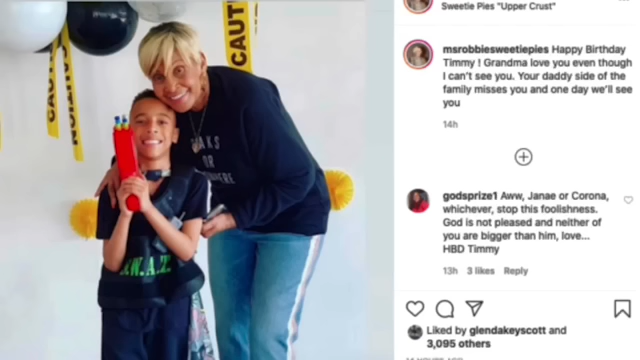 CAUT
CAUTION
Sweetie Pies "Upper Crust"
msrobbiesweetiepies Happy Birthday
Timmy ! Grandma love you even though
I can't see you. Your daddy side of the
family misses you and one day we'll see
you
14h
godsprize1 Aww, Janae or Corona,
whichever, stop this foolishness.
God is not pleased and neither of
you are bigger than him, love...
HBD Timmy
13h 3 likes Reply
Liked by glendakeyscott and
3,095 others